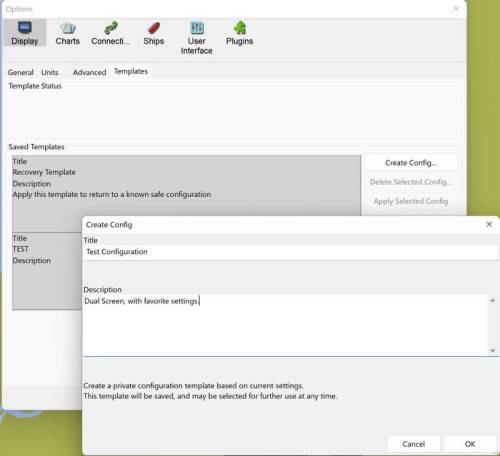 Options
Display
Charts
Connecti...
Ships
User
Interface
Plugins
General Units Advanced Templates
Template Status
Saved Templates
Title
Recovery Template
Description
Apply this template to return to a known safe configuration
Create Config...
Delete Selected Config...
Apply Selected Config
Title
TEST
Description
Create Config
Title
Test Configuration
Description
Dual Screen, with favorite settings.
Create a private configuration template based on current settings.
This template will be saved, and may be selected for further use at any time.
Cancel
OK